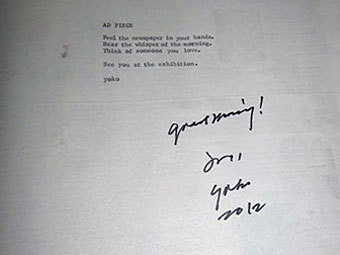 AD PIECE
Feel the newspaper in your hands.
Hear the whisper of the morning.
Think of someone you love.
See you at the exhibition.
yoko
good morning!
yoko
2012